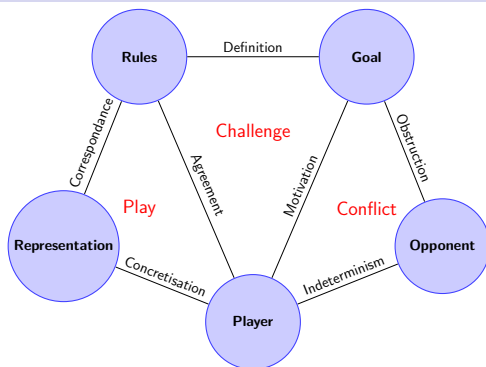 Definition
Rules
Goal
Correspondance
Agreement
Challenge
Motivation
Obstruction
Play
Conflict
Representation
Opponent
Concretisation
Indeterminism
Player